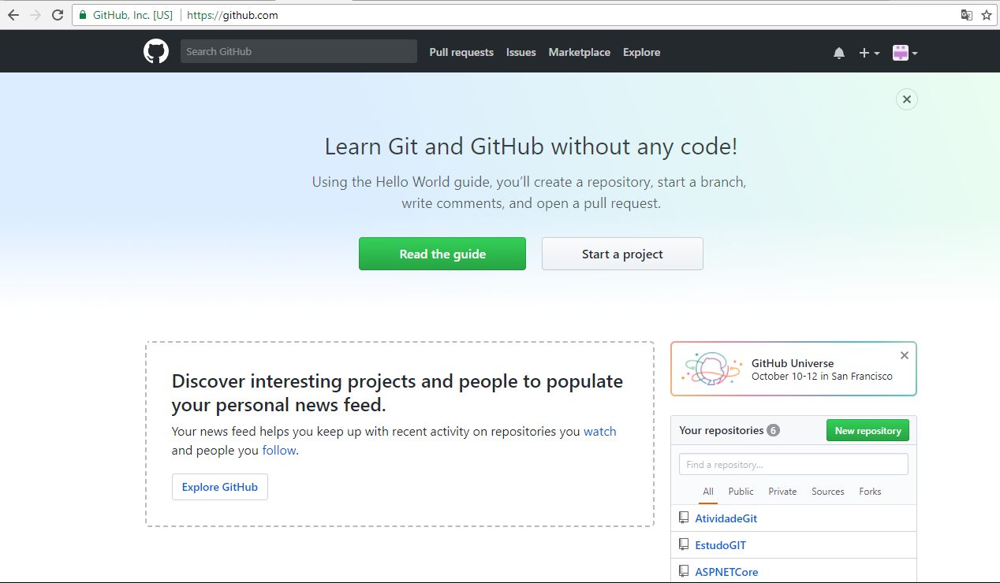 GitHub, Inc. [US] https://github.com
Search GitHub
Pull requests Issues Marketplace Explore
Learn Git and GitHub without any code!
Using the Hello World guide, you’ll create a repository, start a branch,
write comments, and open a pull request.
Read the guide Start a project
Discover interesting projects and people to populate
your personal news feed.
Your news feed helps you keep up with recent activity on repositories you watch
and people you follow.
Explore GitHub
GitHub Universe
October 10-12 in San Francisco
Your repositories 6 New repository
Find a repository...
All Public Private Sources Forks
AtividadeGit
EstudoGIT
ASPNETCore